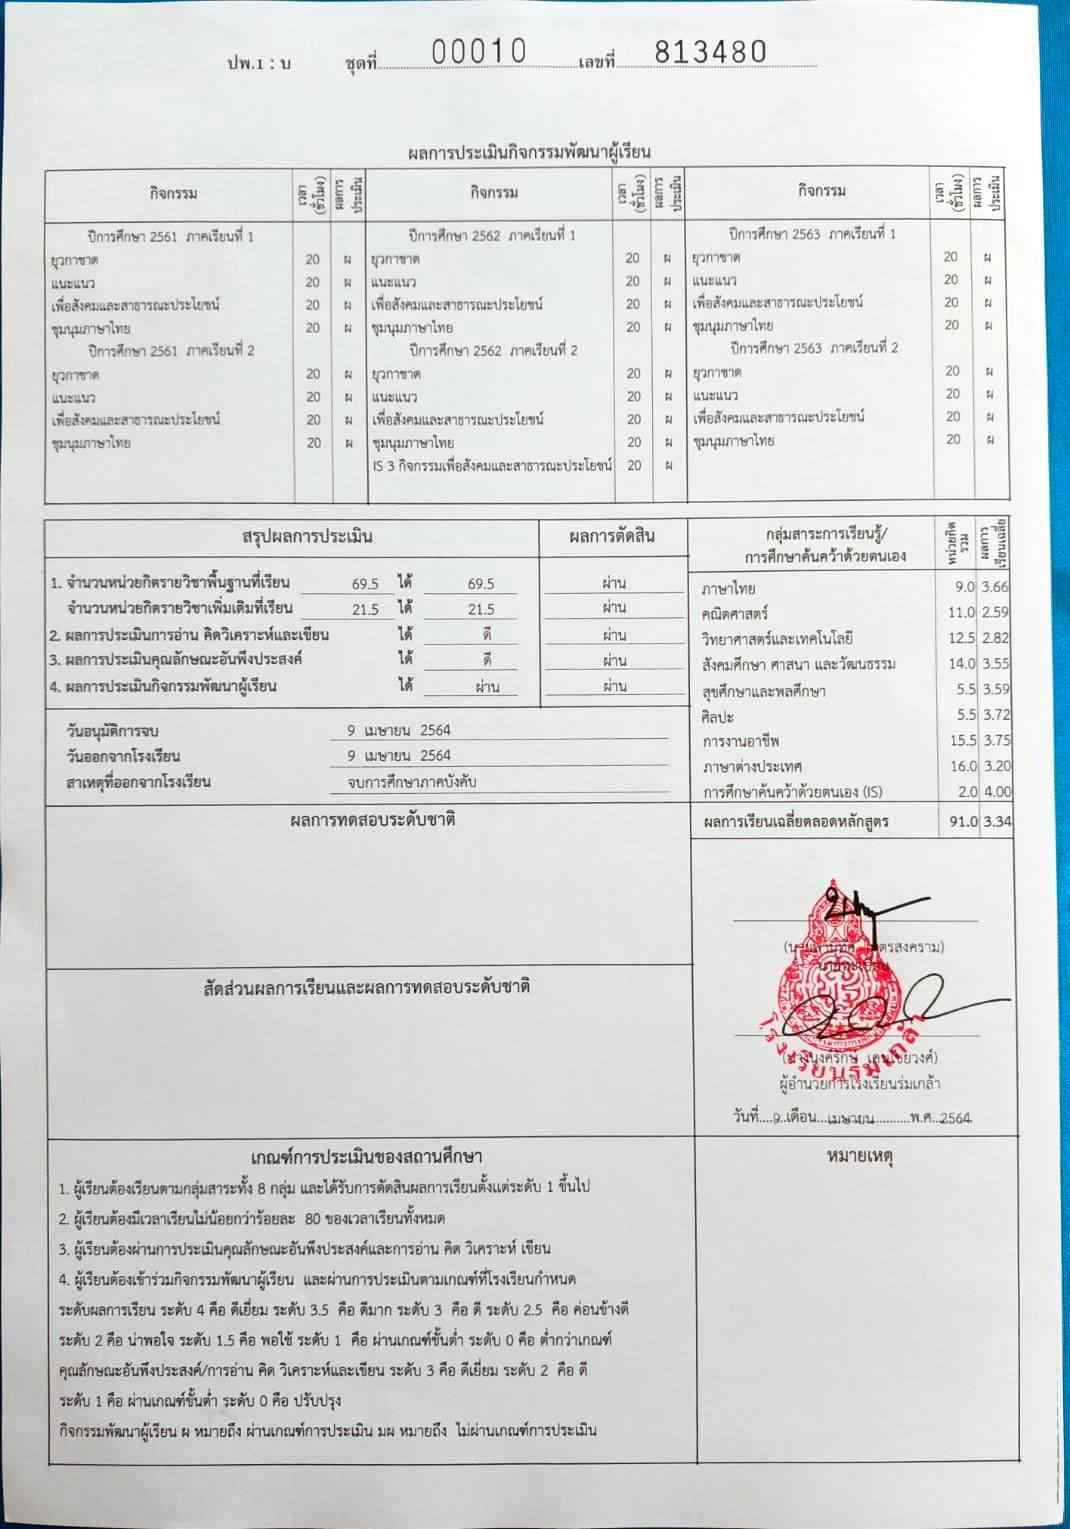 ปพ.1 : บ ชุดที่ 00010 เลขที่ 813480
ผลการประเมินกิจกรรมพัฒนาผู้เรียน
กิจกรรม เวลา (ชั่วโมง) ผลการประเมิน กิจกรรม เวลา (ชั่วโมง) ผลการประเมิน กิจกรรม เวลา (ชั่วโมง) ผลการประเมิน
ปีการศึกษา 2561 ภาคเรียนที่ 1 ปีการศึกษา 2562 ภาคเรียนที่ 1 ปีการศึกษา 2563 ภาคเรียนที่ 1
ยุวกาชาด 20 ผ ยุวกาชาด 20 ผ ยุวกาชาด 20 ผ
แนะแนว 20 ผ แนะแนว 20 ผ แนะแนว 20 ผ
เพื่อสังคมและสาธารณะประโยชน์ 20 ผ เพื่อสังคมและสาธารณะประโยชน์ 20 ผ เพื่อสังคมและสาธารณะประโยชน์ 20 ผ
ชุมนุมภาษาไทย 20 ผ ชุมนุมภาษาไทย 20 ผ ชุมนุมภาษาไทย 20 ผ
ปีการศึกษา 2561 ภาคเรียนที่ 2 ปีการศึกษา 2562 ภาคเรียนที่ 2 ปีการศึกษา 2563 ภาคเรียนที่ 2
ยุวกาชาด 20 ผ ยุวกาชาด 20 ผ ยุวกาชาด 20 ผ
แนะแนว 20 ผ แนะแนว 20 ผ แนะแนว 20 ผ
เพื่อสังคมและสาธารณะประโยชน์ 20 ผ เพื่อสังคมและสาธารณะประโยชน์ 20 ผ เพื่อสังคมและสาธารณะประโยชน์ 20 ผ
ชุมนุมภาษาไทย 20 ผ ชุมนุมภาษาไทย 20 ผ ชุมนุมภาษาไทย 20 ผ
IS 3 กิจกรรมเพื่อสังคมและสาธารณะประโยชน์ 20 ผ
สรุปผลการประเมิน ผลการตัดสิน
1. จำนวนหน่วยกิตรายวิชาพื้นฐานที่เรียน 69.5 ได้ 69.5 ผ่าน
จำนวนหน่วยกิตรายวิชาเพิ่มเติมที่เรียน 21.5 ได้ 21.5 ผ่าน
2. ผลการประเมินการอ่าน คิดวิเคราะห์และเขียน ได้ ดี ผ่าน
3. ผลการประเมินคุณลักษณะอันพึงประสงค์ ได้ ดี ผ่าน
4. ผลการประเมินกิจกรรมพัฒนาผู้เรียน ได้ ผ่าน ผ่าน
วันอนุมัติการจบ 9 เมษายน 2564
วันออกจากโรงเรียน 9 เมษายน 2564
สาเหตุที่ออกจากโรงเรียน จบการศึกษาภาคบังคับ
กลุ่มสาระการเรียนรู้/ การศึกษาค้นคว้าด้วยตนเอง หน่วยกิตรวม ผลการเรียนเฉลี่ย
ภาษาไทย 9.0 3.66
คณิตศาสตร์ 11.0 2.59
วิทยาศาสตร์และเทคโนโลยี 12.5 2.82
สังคมศึกษา ศาสนา และวัฒนธรรม 14.0 3.55
สุขศึกษาและพลศึกษา 5.5 3.59
ศิลปะ 5.5 3.72
การงานอาชีพ 15.5 3.75
ภาษาต่างประเทศ 16.0 3.20
การศึกษาค้นคว้าด้วยตนเอง (IS) 2.0 4.00
ผลการเรียนเฉลี่ยตลอดหลักสูตร 91.0 3.34
ผลการทดสอบระดับชาติ
สัดส่วนผลการเรียนและผลการทดสอบระดับชาติ
นายทะเบียน
โรงเรียนร่มเกล้า
ผู้อำนวยการโรงเรียนร่มเกล้า
วันที่....9..เดือน...เมษายน..........พ.ศ...2564
เกณฑ์การประเมินของสถานศึกษา
1. ผู้เรียนต้องเรียนตามกลุ่มสาระทั้ง 8 กลุ่ม และได้รับการตัดสินผลการเรียนตั้งแต่ระดับ 1 ขึ้นไป
2. ผู้เรียนต้องมีเวลาเรียนไม่น้อยกว่าร้อยละ 80 ของเวลาเรียนทั้งหมด
3. ผู้เรียนต้องผ่านการประเมินคุณลักษณะอันพึงประสงค์และการอ่าน คิด วิเคราะห์ เขียน
4. ผู้เรียนต้องเข้าร่วมกิจกรรมพัฒนาผู้เรียน และผ่านการประเมินตามเกณฑ์ที่โรงเรียนกำหนด
ระดับผลการเรียน ระดับ 4 คือ ดีเยี่ยม ระดับ 3.5 คือ ดีมาก ระดับ 3 คือ ดี ระดับ 2.5 คือ ค่อนข้างดี
ระดับ 2 คือ น่าพอใจ ระดับ 1.5 คือ พอใช้ ระดับ 1 คือ ผ่านเกณฑ์ขั้นต่ำ ระดับ 0 คือ ต่ำกว่าเกณฑ์
คุณลักษณะอันพึงประสงค์/การอ่าน คิด วิเคราะห์และเขียน ระดับ 3 คือ ดีเยี่ยม ระดับ 2 คือ ดี
ระดับ 1 คือ ผ่านเกณฑ์ขั้นต่ำ ระดับ 0 คือ ปรับปรุง
กิจกรรมพัฒนาผู้เรียน ผ หมายถึง ผ่านเกณฑ์การประเมิน มผ หมายถึง ไม่ผ่านเกณฑ์การประเมิน
หมายเหตุ